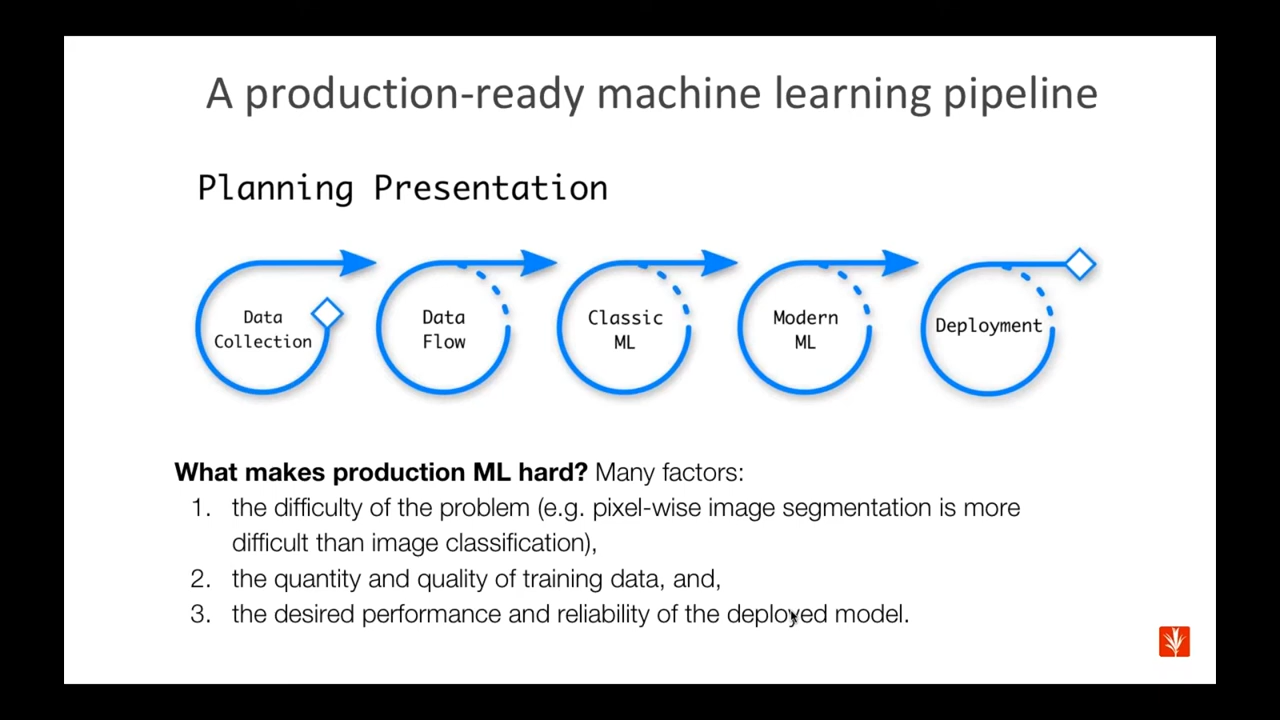 A production-ready machine learning pipeline
Planning Presentation
Data
Collection
Data
Flow
Classic
ML
Modern
ML
Deployment
What makes production ML hard? Many factors:
1. the difficulty of the problem (e.g. pixel-wise image segmentation is more
difficult than image classification),
2. the quantity and quality of training data, and,
3. the desired performance and reliability of the deployed model.